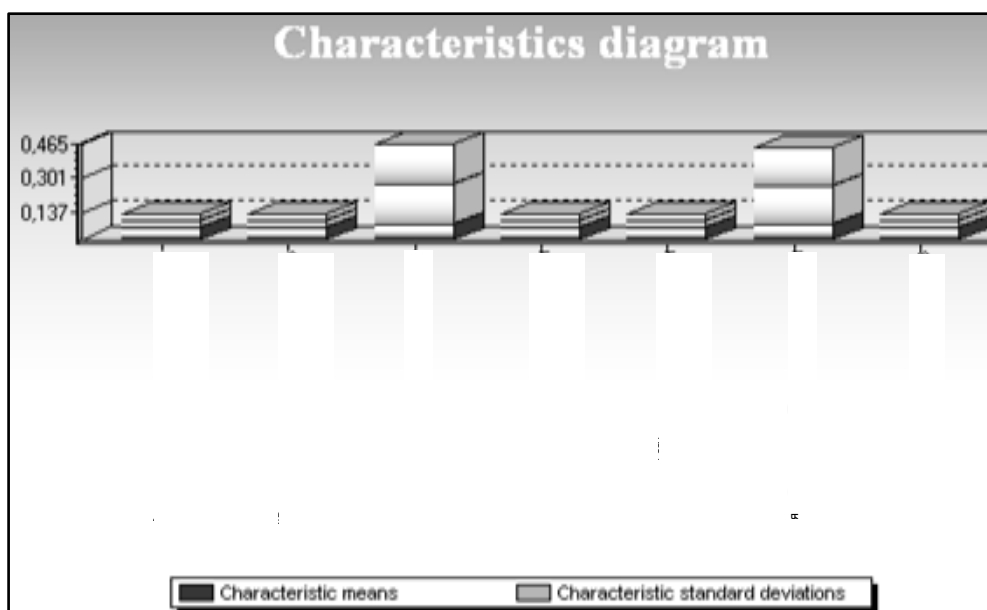 Characteristics diagram
0,465
0,301
0,137
Characteristic means
Characteristic standard deviations